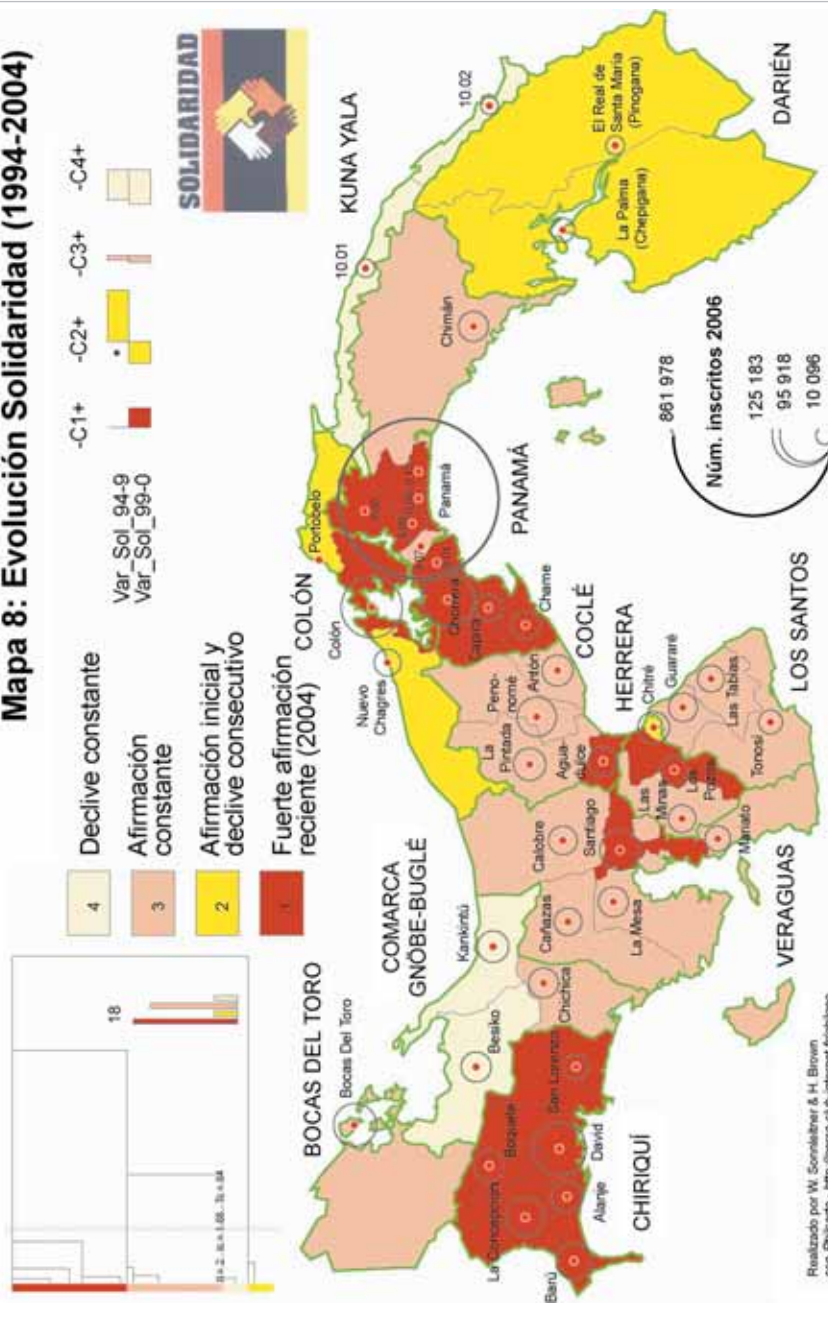 Mapa 8: Evolución Solidaridad (1994-2004)
18
4
Declive constante
3
Afirmación
constante
2
Afirmación inicial y
declive consecutivo
1
Fuerte afirmación
reciente (2004)
-C1+
-C2+
-C3+
-C4+
Var_Sol_94-9
Var_Sol_99-0
SOLIDARIDAD
BOCAS DEL TORO
Bocas Del Toro
COMARCA
GNÖBE-BUGLÉ
Kankintú
Besiko
Chichica
CHIRIQUÍ
La Concepción
Boquete
San Lorenzo
David
Alanje
Barú
VERAGUAS
Calobre
Santiago
Cañazas
La Mesa
Mariato
COCLÉ
La
Pintada
Peno-
nomé
Antón
Agua-
dulce
HERRERA
Chitré
Las
Minas
Los
Pozos
LOS SANTOS
Guararé
Las Tablas
Tonosí
COLÓN
Colón
Nuevo
Chagres
Portobelo
PANAMÁ
Panamá
Chorrera
Capira
Chame
Chimán
KUNA YALA
10.01
10.02
DARIÉN
El Real de
Santa María
(Pinogana)
La Palma
(Chepigana)
861 978
Núm. inscritos 2006
125 183
95 918
10 096
Realizado por W. Sonnleitner & H. Brown